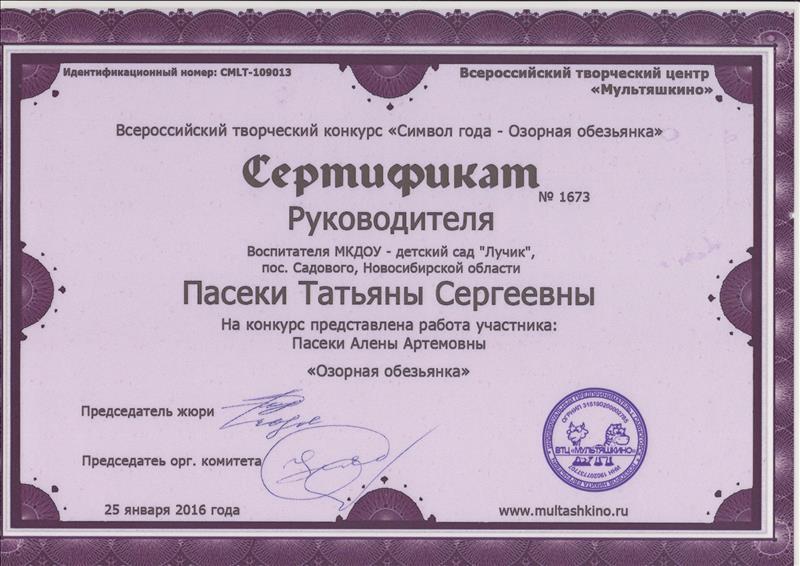 Идентификационный номер: CMLT-109013
Всероссийский творческий центр
«Мультяшкино»
Всероссийский творческий конкурс «Символ года - Озорная обезьянка»
Сертификат
№ 1673
Руководителя
Воспитателя МКДОУ - детский сад "Лучик",
пос. Садового, Новосибирской области
Пасеки Татьяны Сергеевны
На конкурс представлена работа участника:
Пасеки Алены Артемовны
«Озорная обезьянка»
Председатель жюри
Председатеь орг. комитета
ВТЦ «МУЛЬТЯШКИНО»
25 января 2016 года
www.multashkino.ru